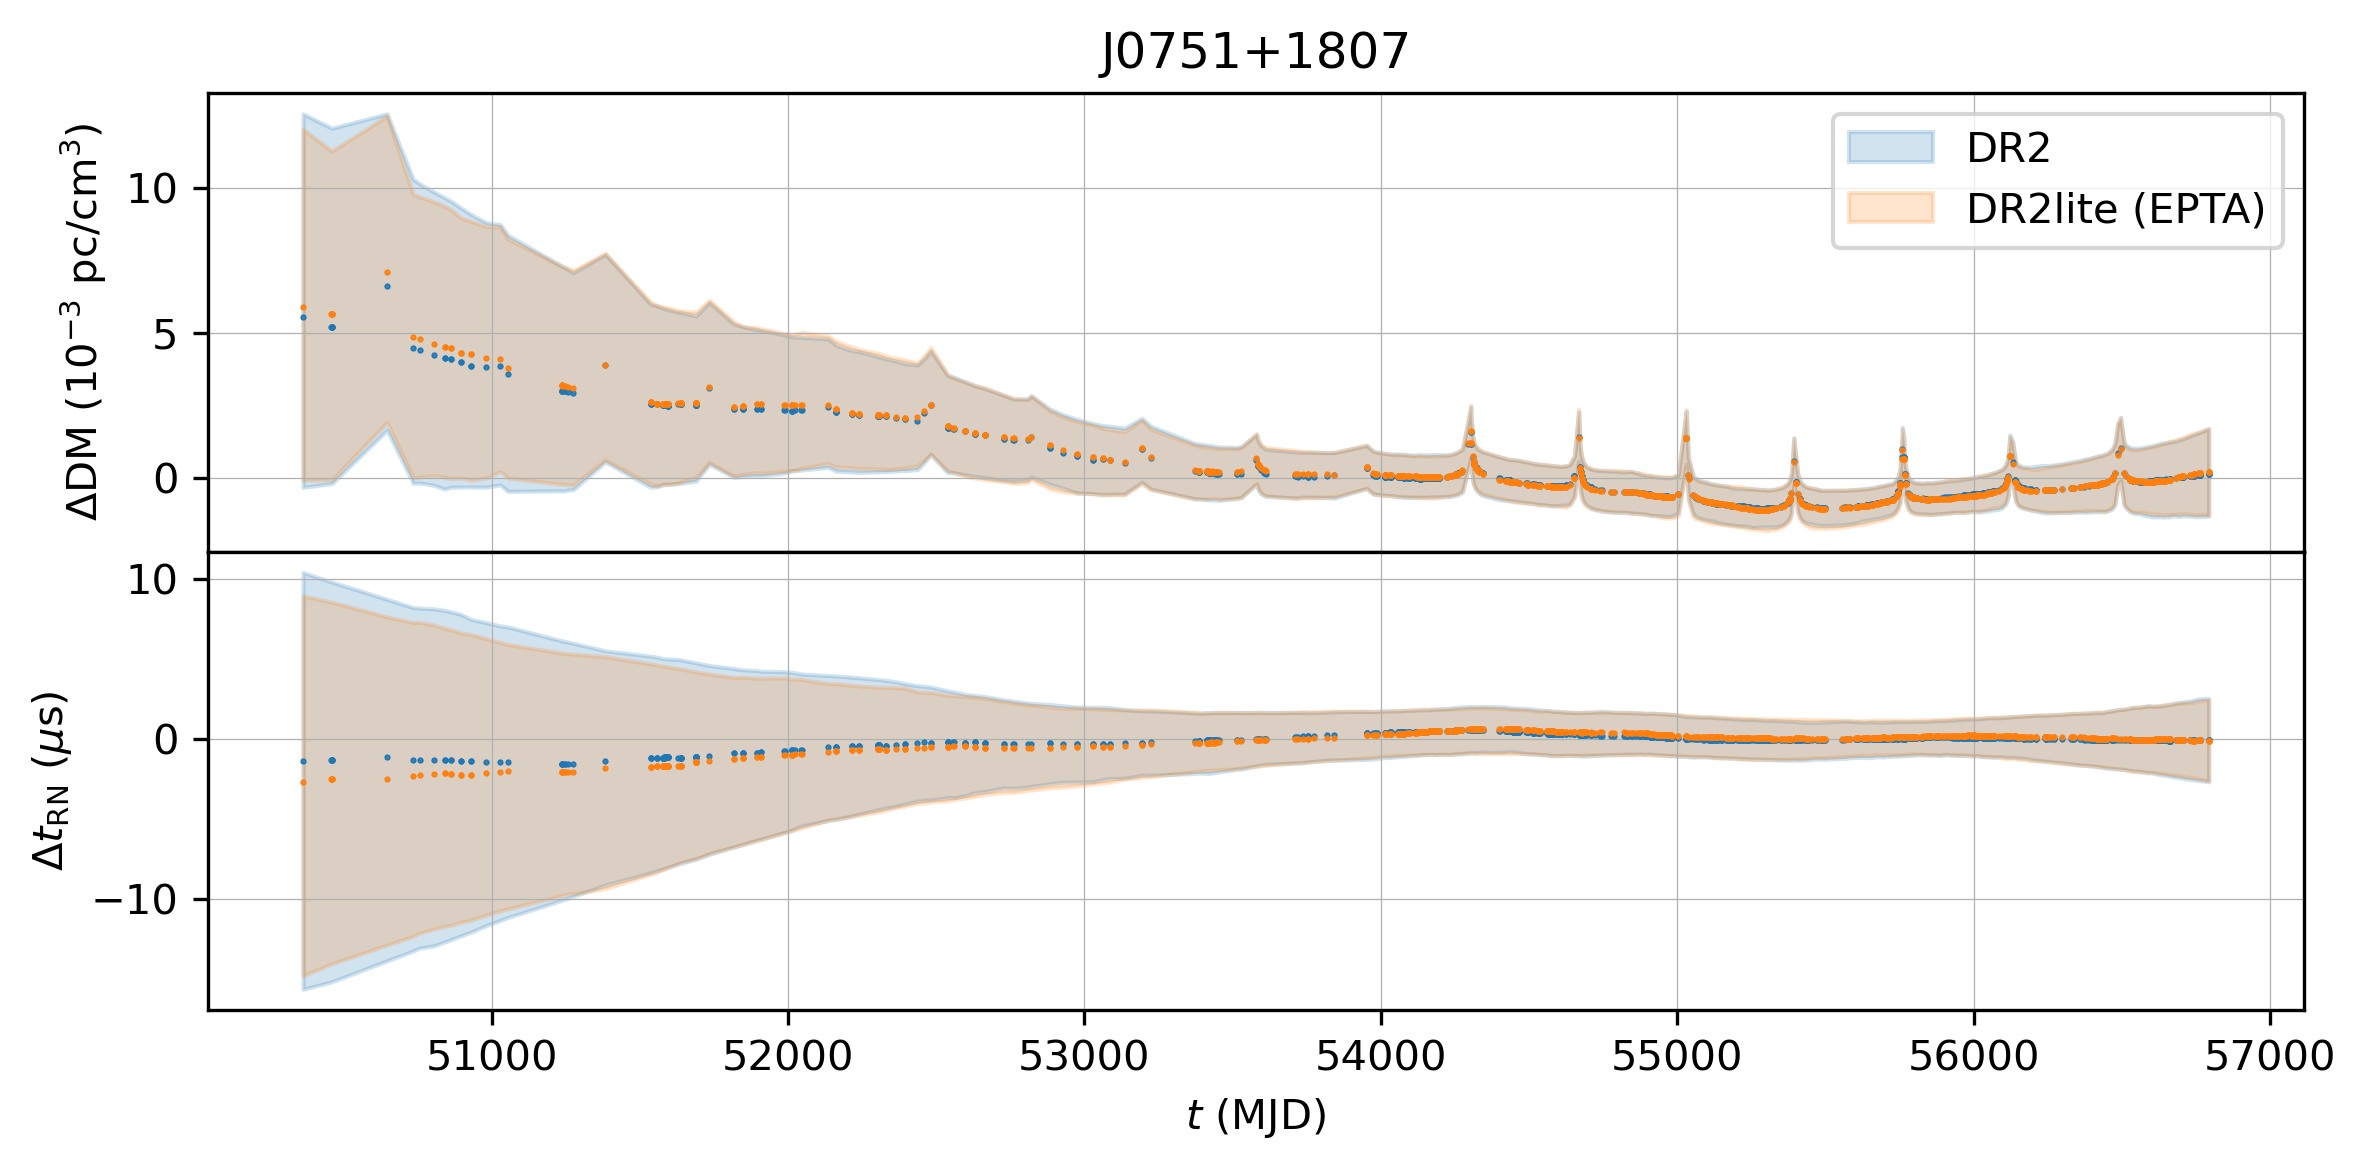 J0751+1807
ΔDM (10⁻³ pc/cm³)
10
5
0
DR2
DR2lite (EPTA)
Δt_RN (μs)
10
0
−10
51000 52000 53000 54000 55000 56000 57000
t (MJD)